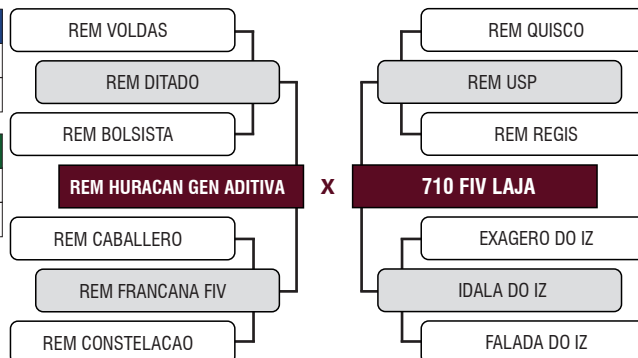 REM VOLDAS
REM DITADO
REM BOLSISTA
REM HURACAN GEN ADITIVA
REM CABALLERO
REM FRANCANA FIV
REM CONSTELACAO
X
REM QUISCO
REM USP
REM REGIS
710 FIV LAJA
EXAGERO DO IZ
IDALA DO IZ
FALADA DO IZ